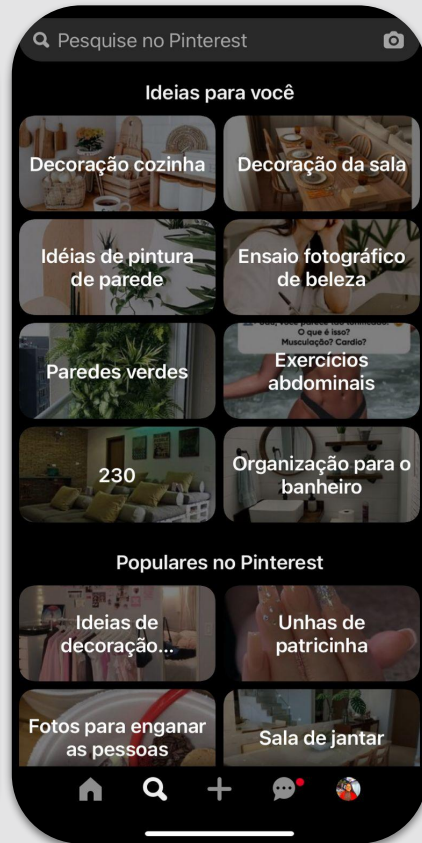 Pesquise no Pinterest
Ideias para você
Decoração cozinha
Decoração da sala
Idéias de pintura
de parede
Ensaio fotográfico
de beleza
Paredes verdes
O que é isso?
Musculação? Cardio?
Exercícios
abdominais
230
Organização para o
banheiro
Populares no Pinterest
Ideias de
decoração...
Unhas de
patricinha
Fotos para enganar
as pessoas
Sala de jantar